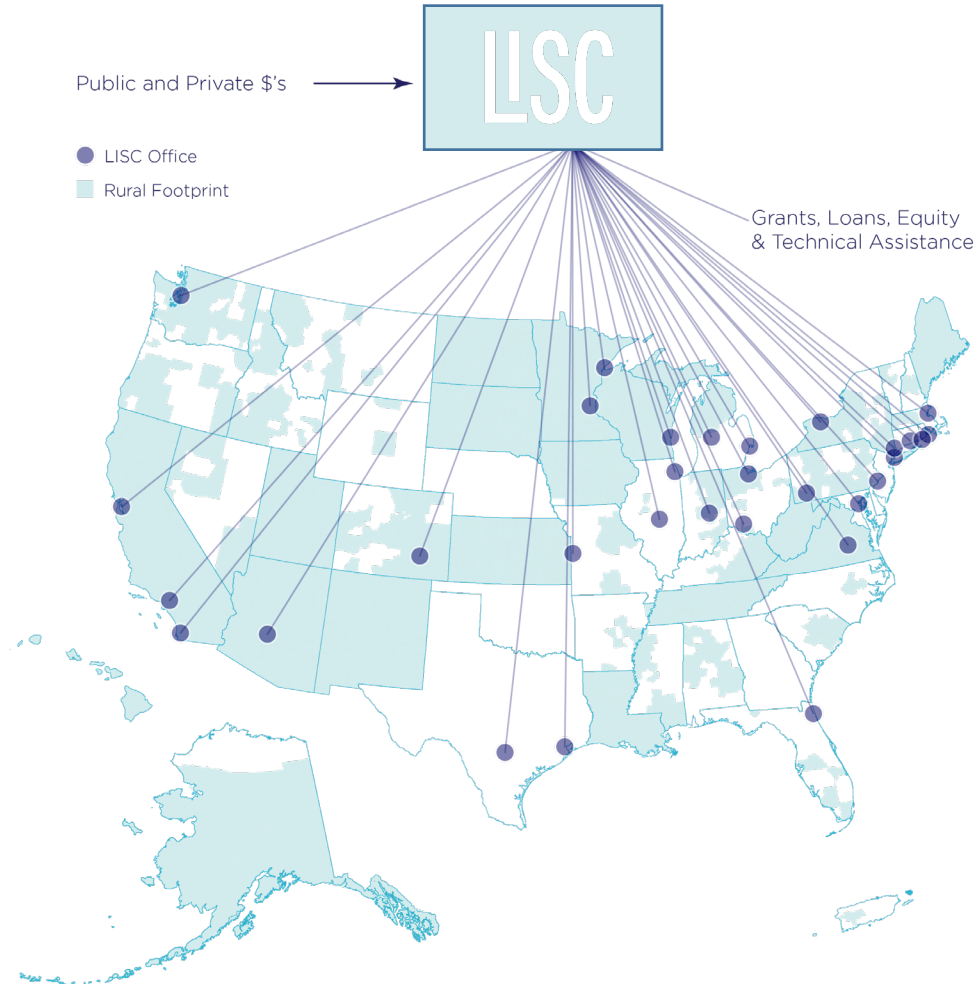 LISC
Public and Private $'s
LISC Office
Rural Footprint
Grants, Loans, Equity
& Technical Assistance